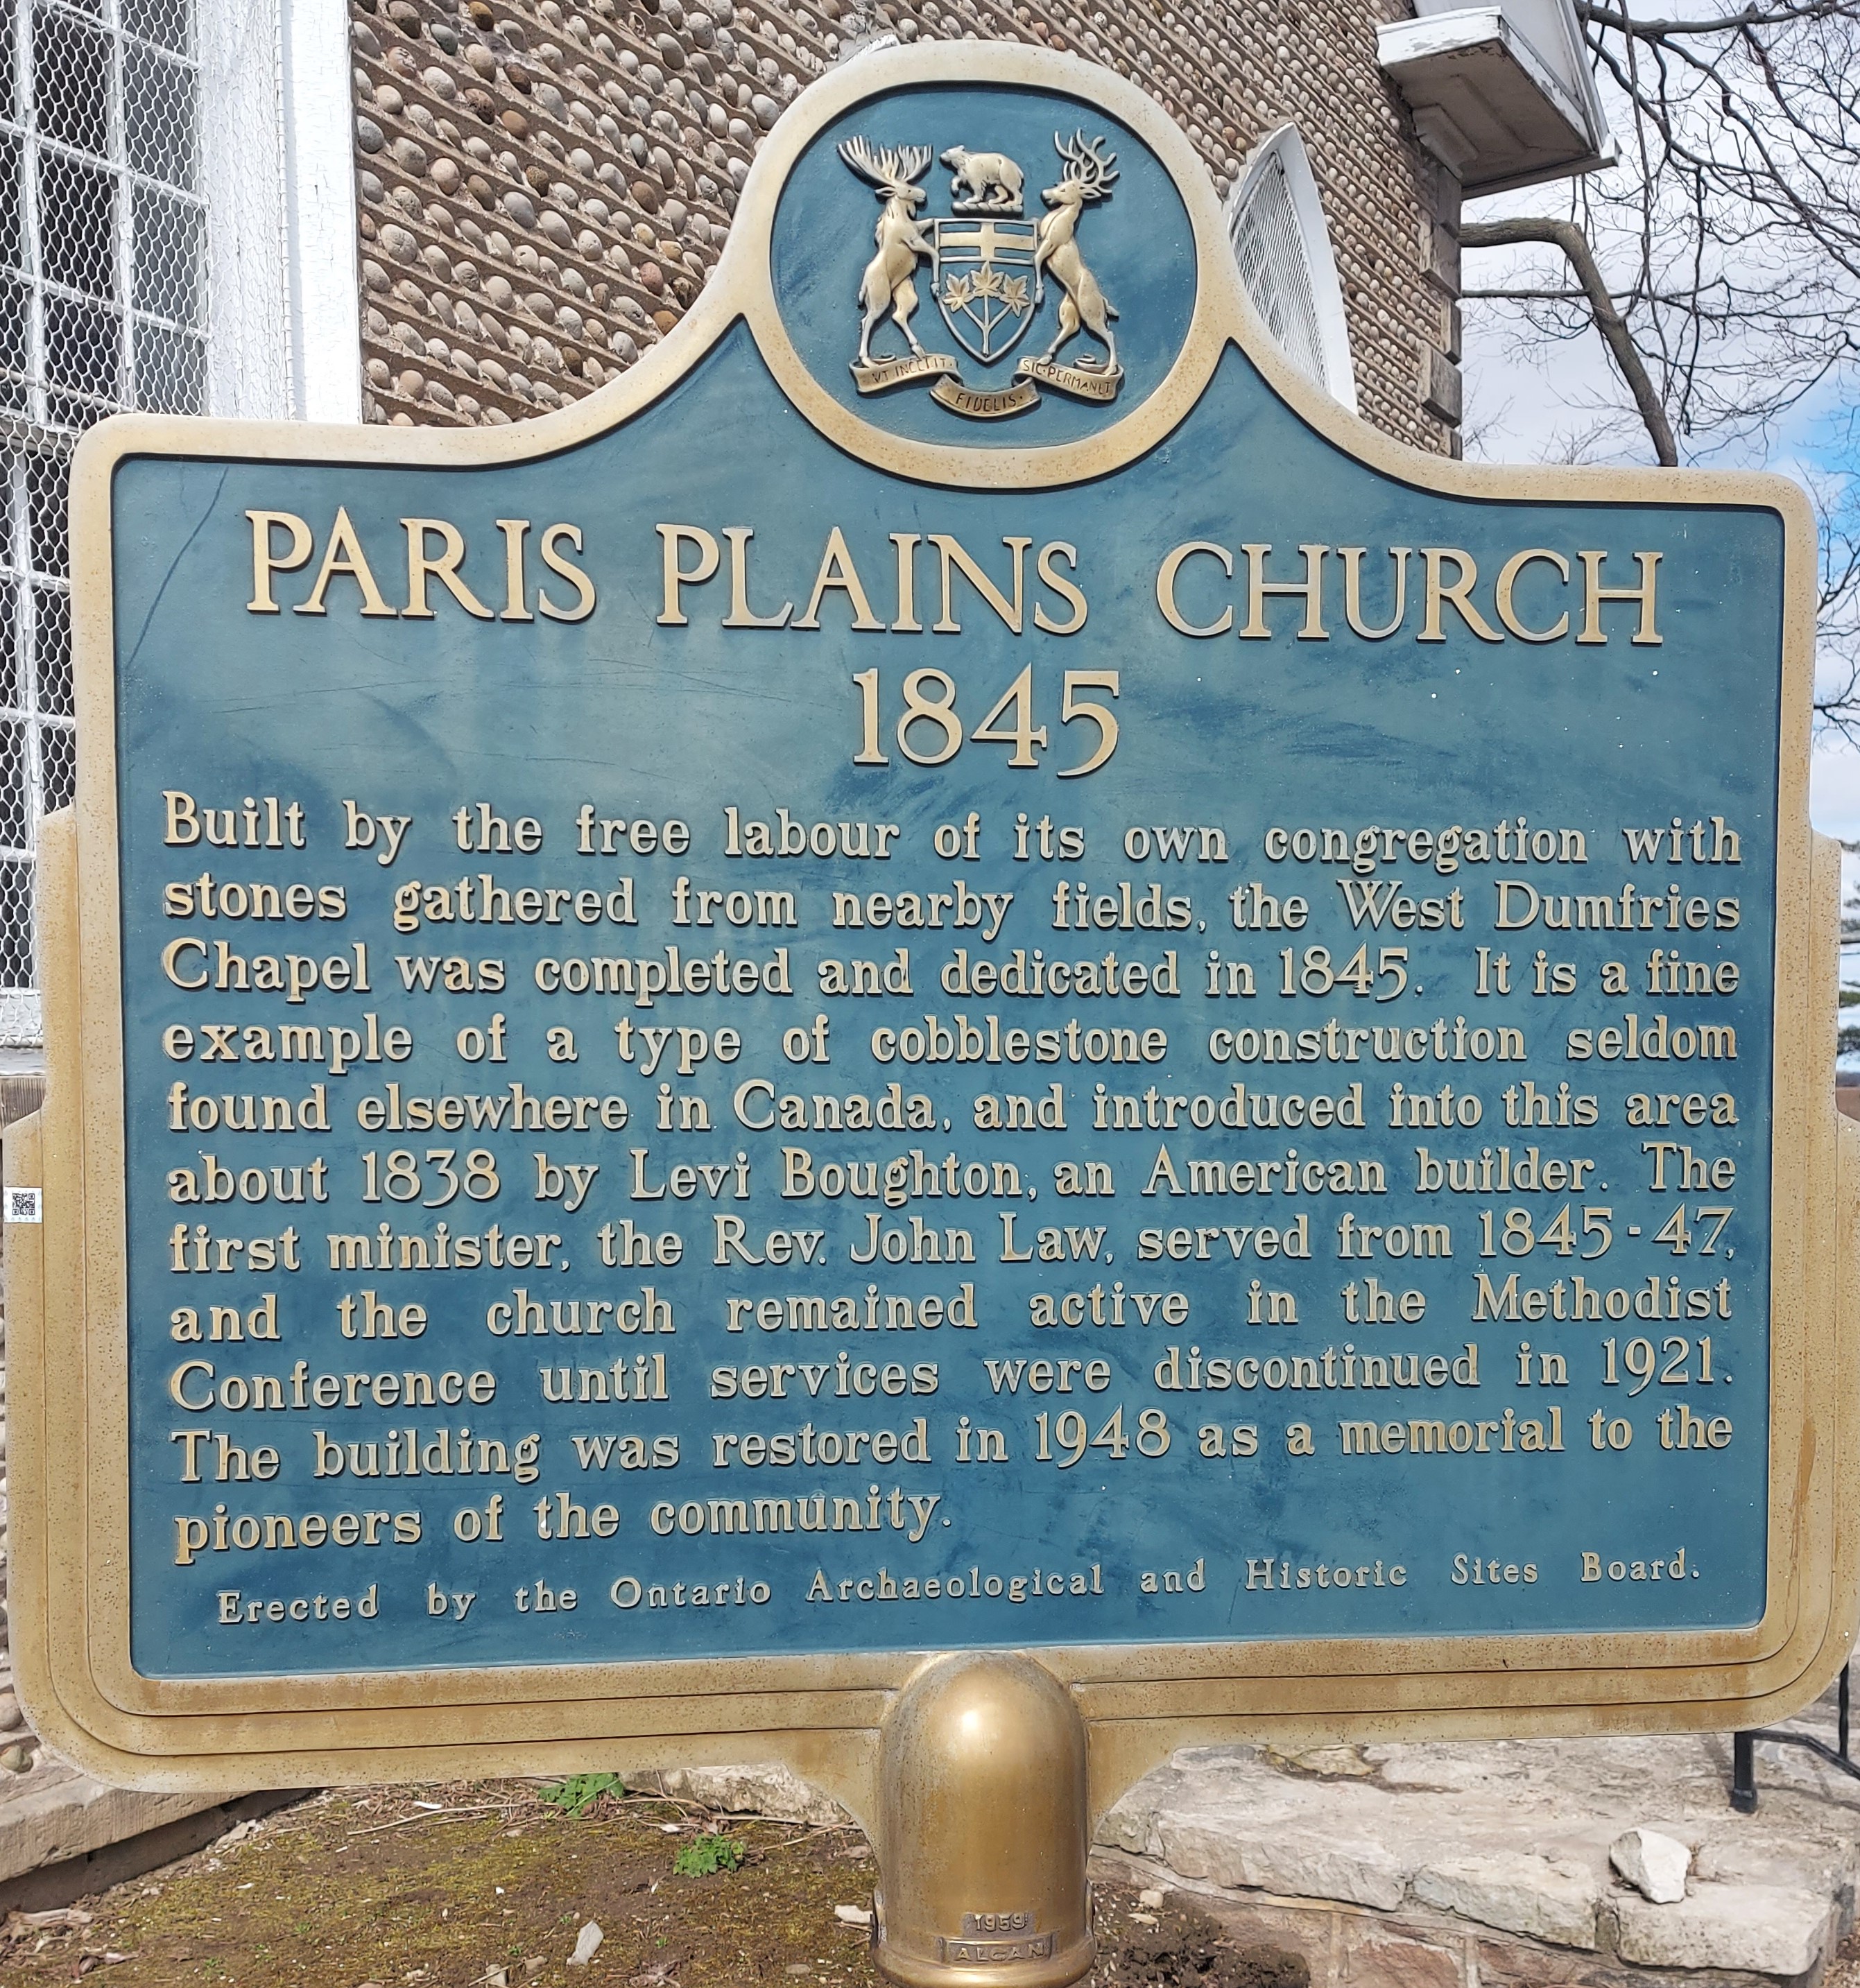 VT INCEPIT
FIDELIS
SIC PERMANET
PARIS PLAINS CHURCH
1845
Built by the free labour of its own congregation with
stones gathered from nearby fields, the West Dumfries
Chapel was completed and dedicated in 1845. It is a fine
example of a type of cobblestone construction seldom
found elsewhere in Canada, and introduced into this area
about 1838 by Levi Boughton, an American builder. The
first minister, the Rev. John Law, served from 1845-47,
and the church remained active in the Methodist
Conference until services were discontinued in 1921.
The building was restored in 1948 as a memorial to the
pioneers of the community.
Erected by the Ontario Archaeological and Historic Sites Board.
1959
ALCAN